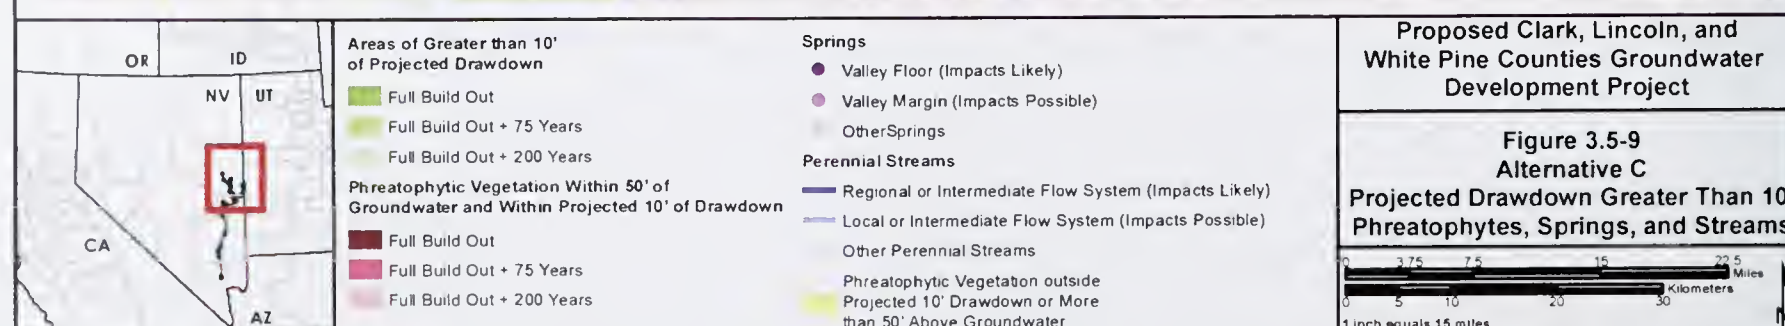 OR
ID
NV
UT
CA
AZ
Areas of Greater than 10'
of Projected Drawdown
Full Build Out
Full Build Out + 75 Years
Full Build Out + 200 Years
Phreatophytic Vegetation Within 50' of
Groundwater and Within Projected 10' of Drawdown
Full Build Out
Full Build Out + 75 Years
Full Build Out + 200 Years
Springs
Valley Floor (Impacts Likely)
Valley Margin (Impacts Possible)
OtherSprings
Perennial Streams
Regional or Intermediate Flow System (Impacts Likely)
Local or Intermediate Flow System (Impacts Possible)
Other Perennial Streams
Phreatophytic Vegetation outside
Projected 10' Drawdown or More
than 50' Above Groundwater
Proposed Clark, Lincoln, and
White Pine Counties Groundwater
Development Project
Figure 3.5-9
Alternative C
Projected Drawdown Greater Than 10
Phreatophytes, Springs, and Streams
0 3.75 7.5 15 22.5
Miles
Kilometers
0 5 10 20 30
1 inch equals 15 miles